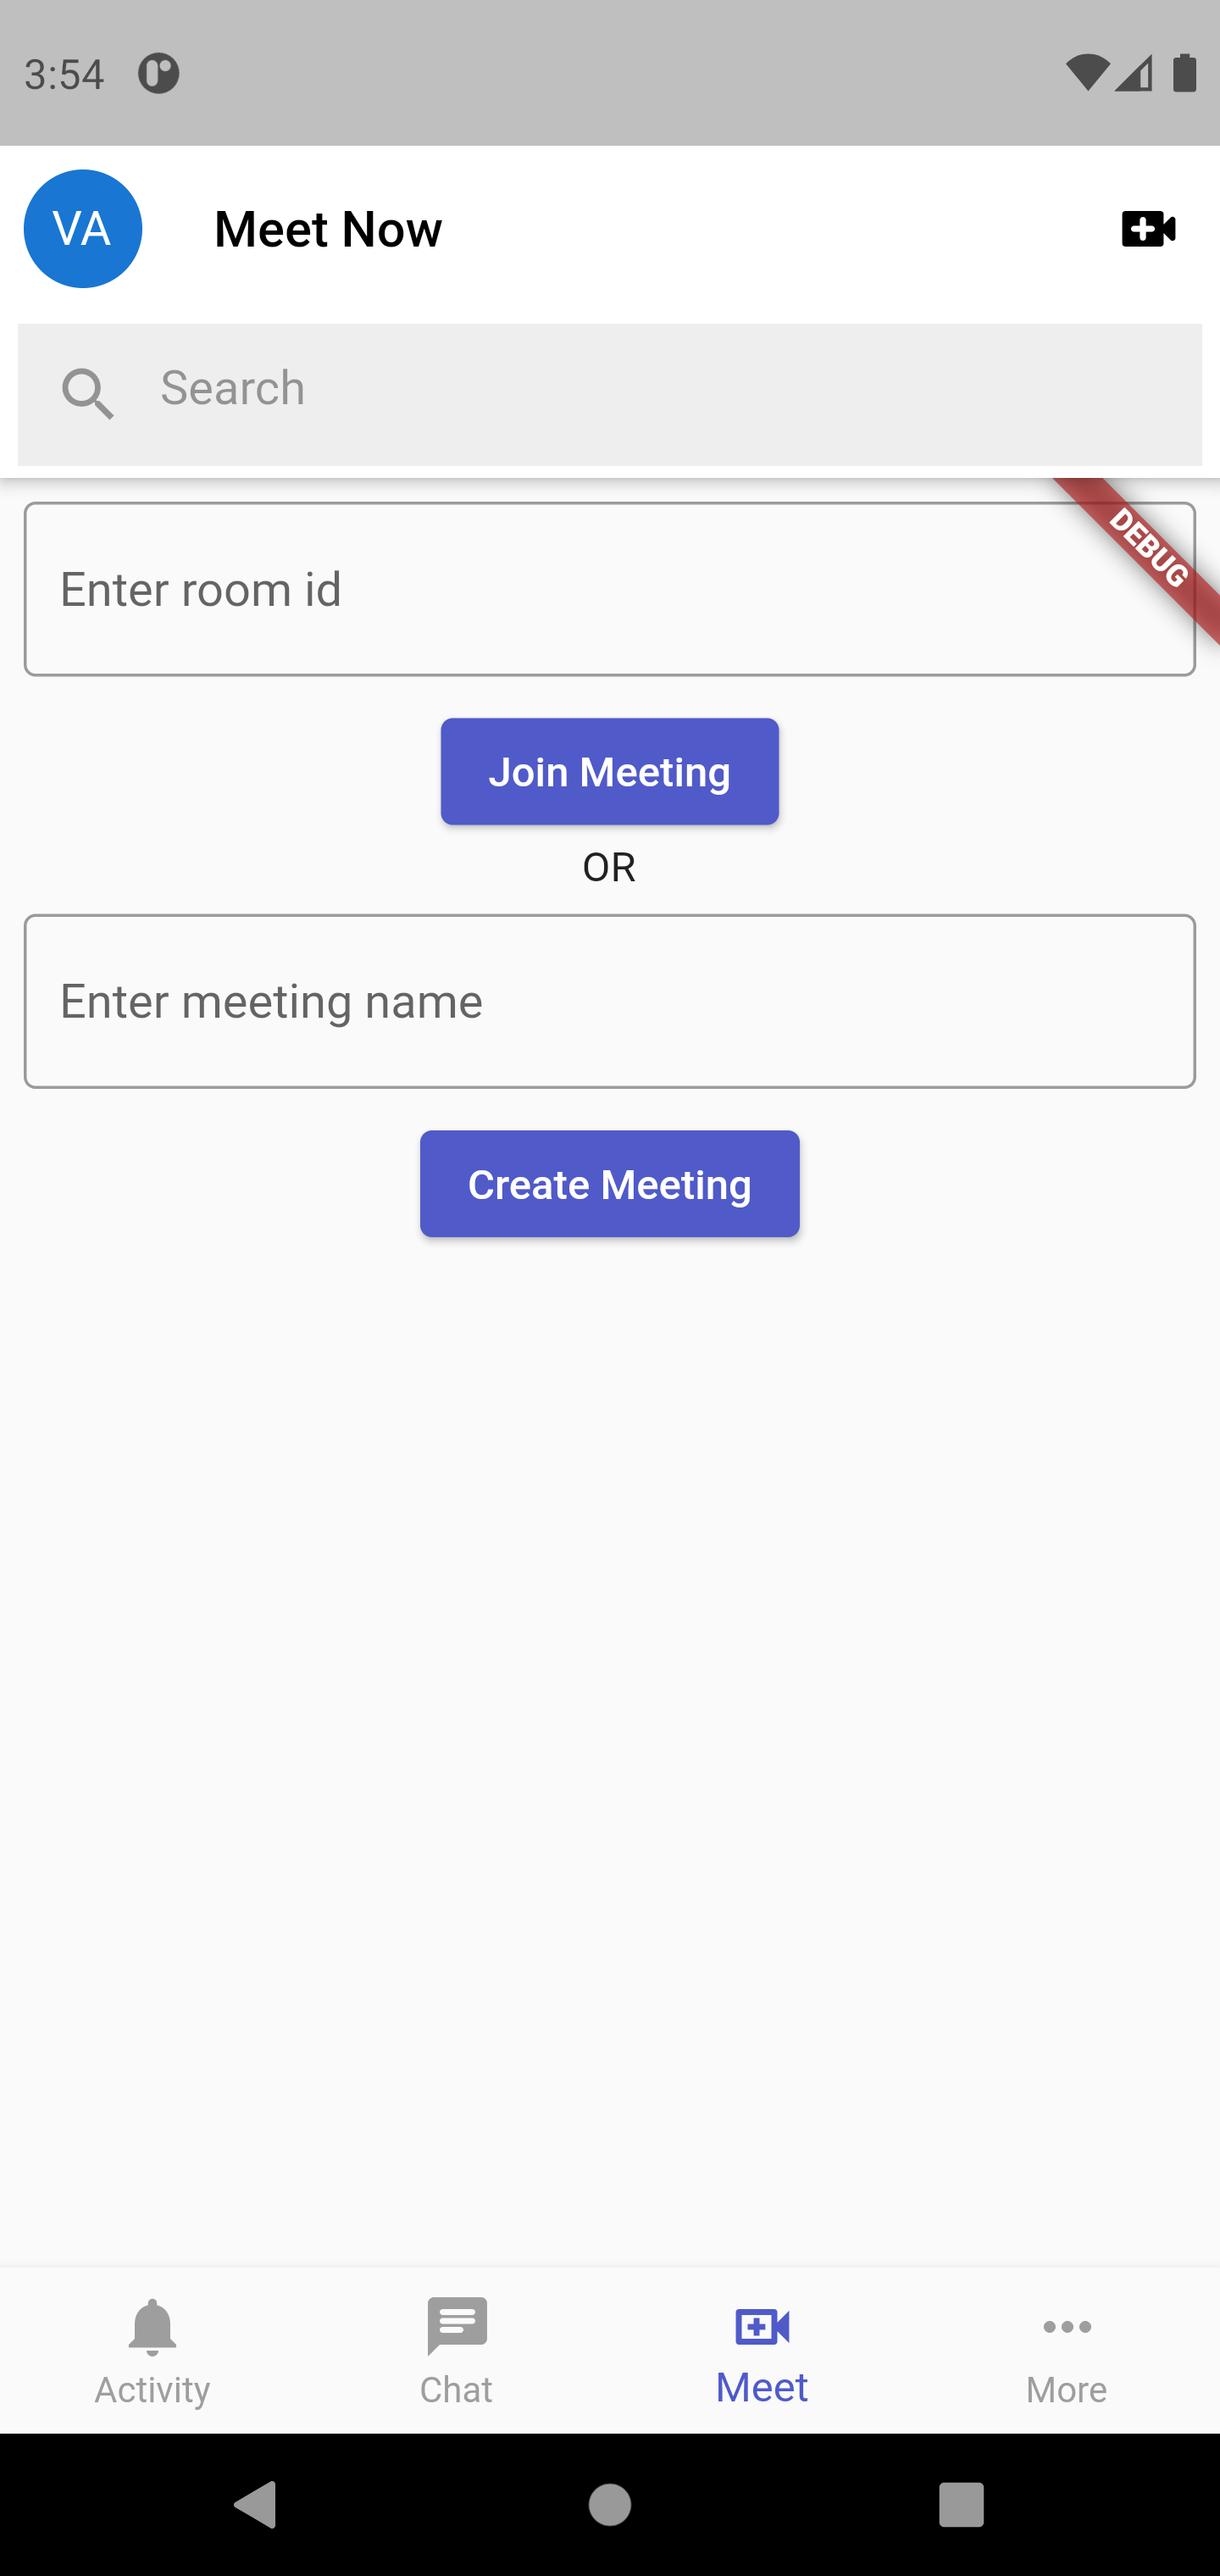 3:54
VA
Meet Now
Search
DEBUG
Enter room id
Join Meeting
OR
Enter meeting name
Create Meeting
Activity
Chat
Meet
More